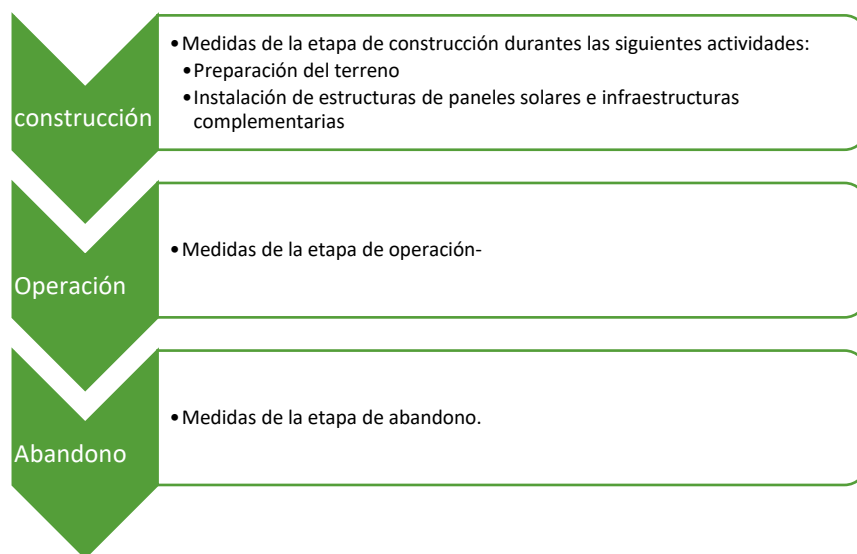 construcción
•Medidas de la etapa de construcción durantes las siguientes actividades:
•Preparación del terreno
•Instalación de estructuras de paneles solares e infraestructuras
complementarias
Operación
•Medidas de la etapa de operación-
Abandono
•Medidas de la etapa de abandono.